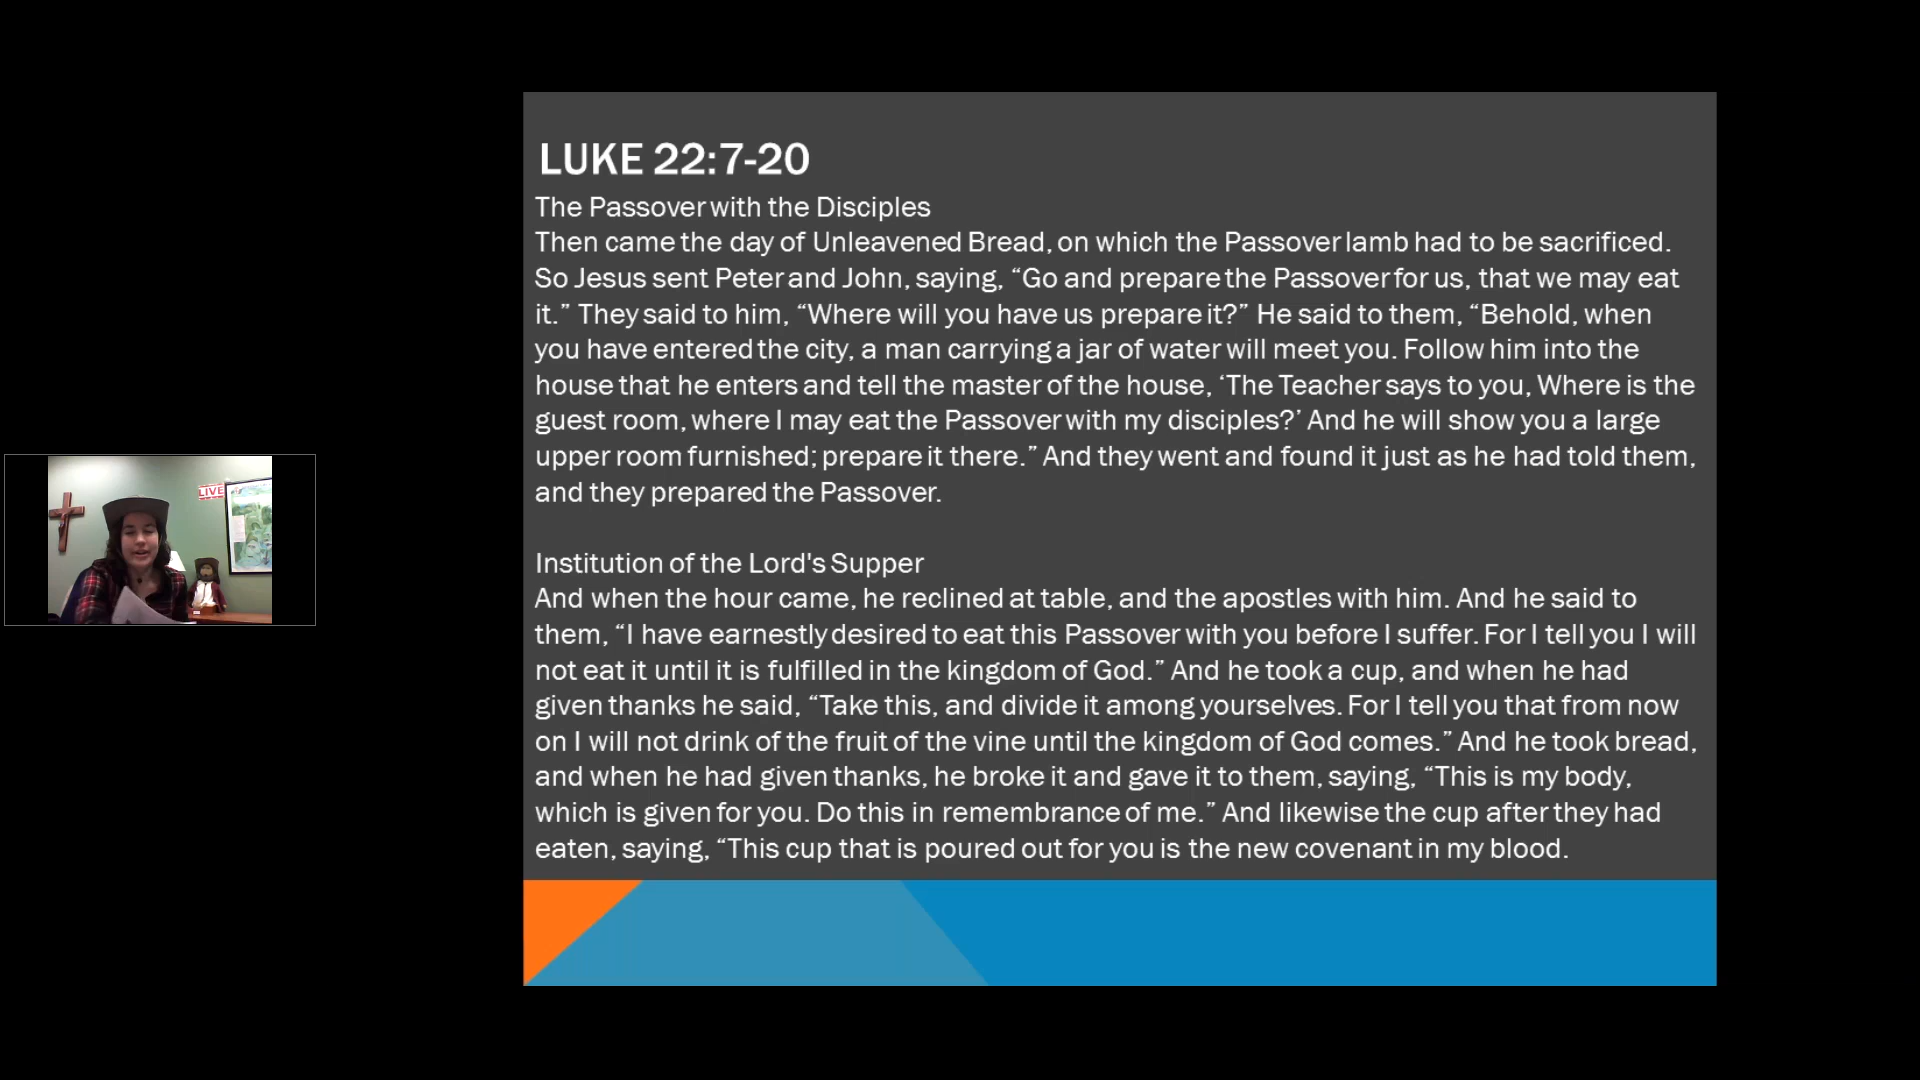 LUKE 22:7-20
The Passover with the Disciples
Then came the day of Unleavened Bread, on which the Passover lamb had to be sacrificed.
So Jesus sent Peter and John, saying, “Go and prepare the Passover for us, that we may eat
it.” They said to him, “Where will you have us prepare it?” He said to them, “Behold, when
you have entered the city, a man carrying a jar of water will meet you. Follow him into the
house that he enters and tell the master of the house, ‘The Teacher says to you, Where is the
guest room, where I may eat the Passover with my disciples?’ And he will show you a large
upper room furnished; prepare it there.” And they went and found it just as he had told them,
and they prepared the Passover.
Institution of the Lord's Supper
And when the hour came, he reclined at table, and the apostles with him. And he said to
them, “I have earnestly desired to eat this Passover with you before I suffer. For I tell you I will
not eat it until it is fulfilled in the kingdom of God.” And he took a cup, and when he had
given thanks he said, “Take this, and divide it among yourselves. For I tell you that from now
on I will not drink of the fruit of the vine until the kingdom of God comes.” And he took bread,
and when he had given thanks, he broke it and gave it to them, saying, “This is my body,
which is given for you. Do this in remembrance of me.” And likewise the cup after they had
eaten, saying, “This cup that is poured out for you is the new covenant in my blood.
LIVE